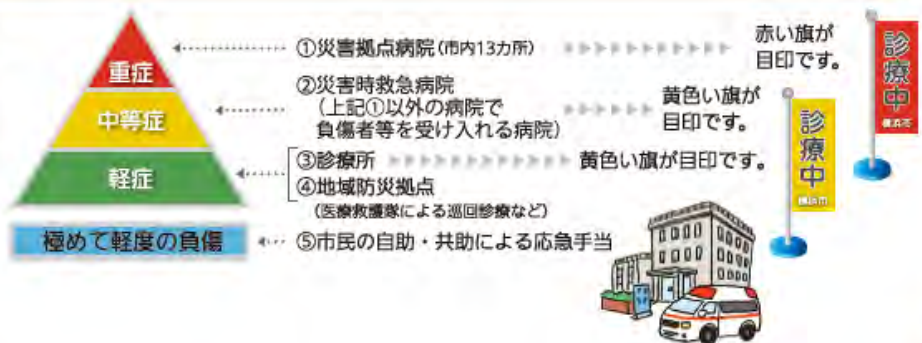 重症
①災害拠点病院(市内13カ所)
赤い旗が
目印です。
中等症
②災害時救急病院
(上記①以外の病院で
負傷者等を受け入れる病院)
黄色い旗が
目印です。
軽症
③診療所
黄色い旗が目印です。
④地域防災拠点
(医療救護隊による巡回診療など)
極めて軽度の負傷
⑤市民の自助・共助による応急手当
診療中
横浜市
診療中
横浜市